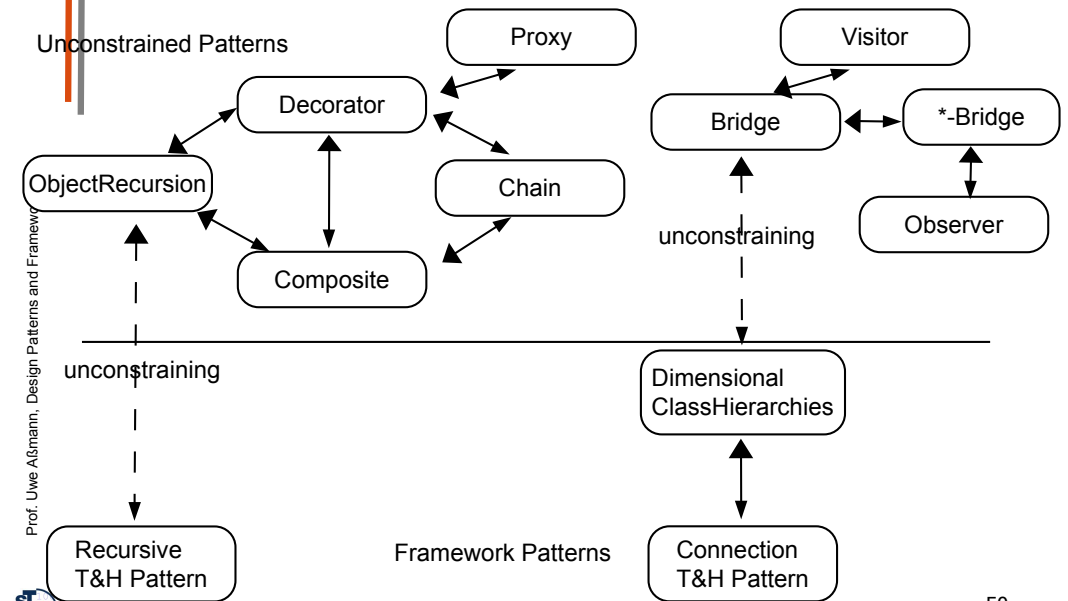 Unconstrained Patterns
Proxy
Visitor
Decorator
Bridge
*-Bridge
ObjectRecursion
Chain
Observer
unconstraining
Composite
Prof. Uwe Aßmann, Design Patterns and
unconstraining
Dimensional
ClassHierarchies
Recursive
T&H Pattern
Framework Patterns
Connection
T&H Pattern